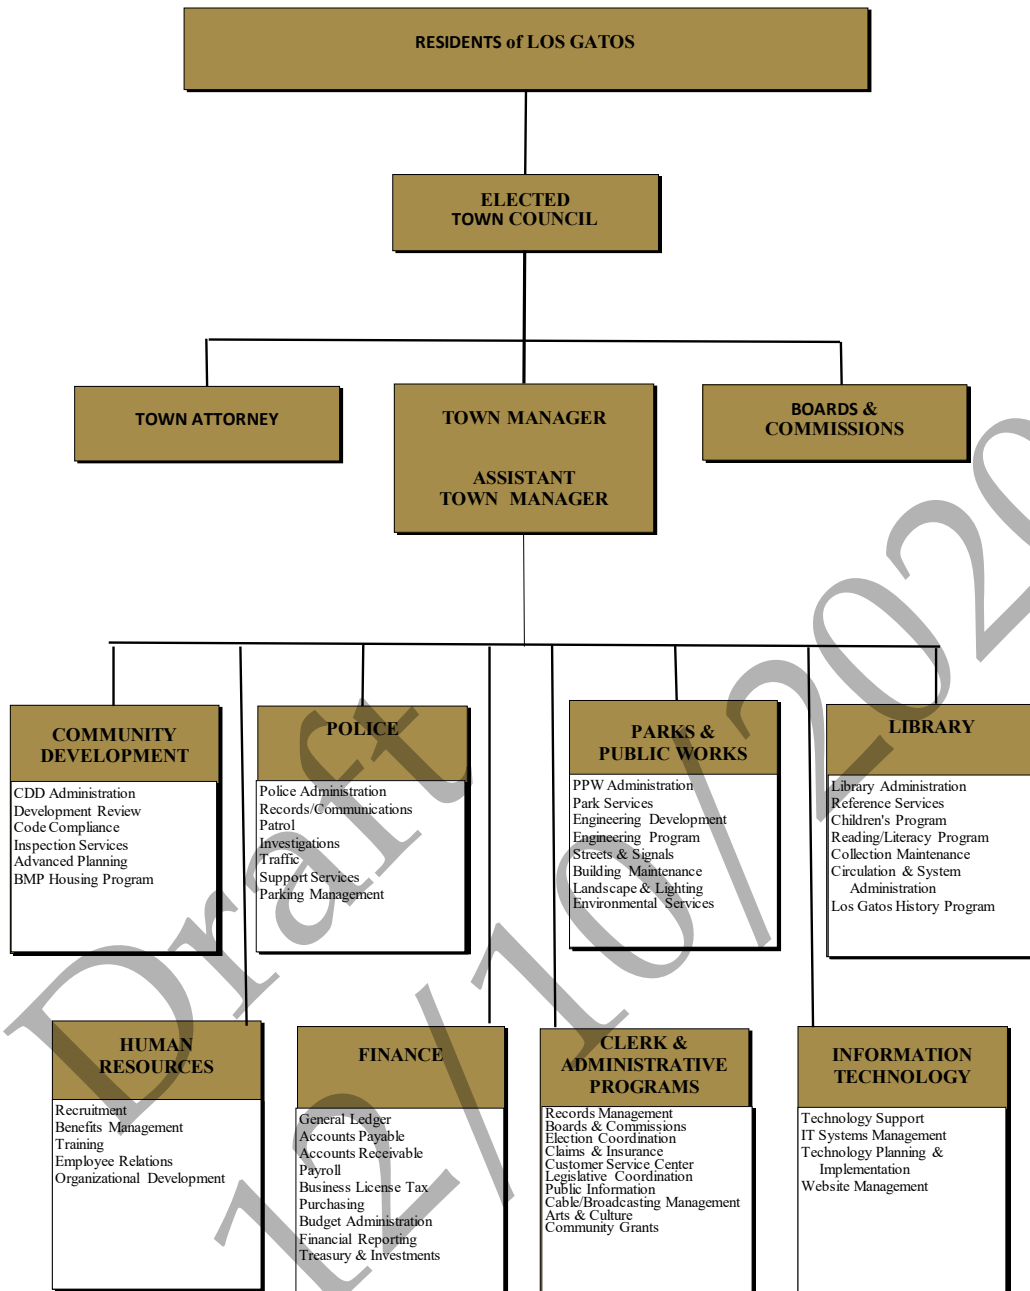 RESIDENTS of LOS GATOS
ELECTED
TOWN COUNCIL
TOWN ATTORNEY
TOWN MANAGER
ASSISTANT
TOWN MANAGER
BOARDS &
COMMISSIONS
COMMUNITY
DEVELOPMENT
CDD Administration
Development Review
Code Compliance
Inspection Services
Advanced Planning
BMP Housing Program
POLICE
Police Administration
Records/Communications
Patrol
Investigations
Traffic
Support Services
Parking Management
PARKS &
PUBLIC WORKS
PPW Administration
Park Services
Engineering Development
Engineering Program
Streets & Signals
Building Maintenance
Landscape & Lighting
Environmental Services
LIBRARY
Library Administration
Reference Services
Children's Program
Reading/Literacy Program
Collection Maintenance
Circulation & System
Administration
Los Gatos History Program
HUMAN
RESOURCES
Recruitment
Benefits Management
Training
Employee Relations
Organizational Development
FINANCE
General Ledger
Accounts Payable
Accounts Receivable
Payroll
Business License Tax
Purchasing
Budget Administration
Financial Reporting
Treasury & Investments
CLERK &
ADMINISTRATIVE
PROGRAMS
Records Management
Boards & Commissions
Election Coordination
Claims & Insurance
Customer Service Center
Legislative Coordination
Public Information
Cable/Broadcasting Management
Arts & Culture
Community Grants
INFORMATION
TECHNOLOGY
Technology Support
IT Systems Management
Technology Planning &
Implementation
Website Management
Draft
12/10/2020